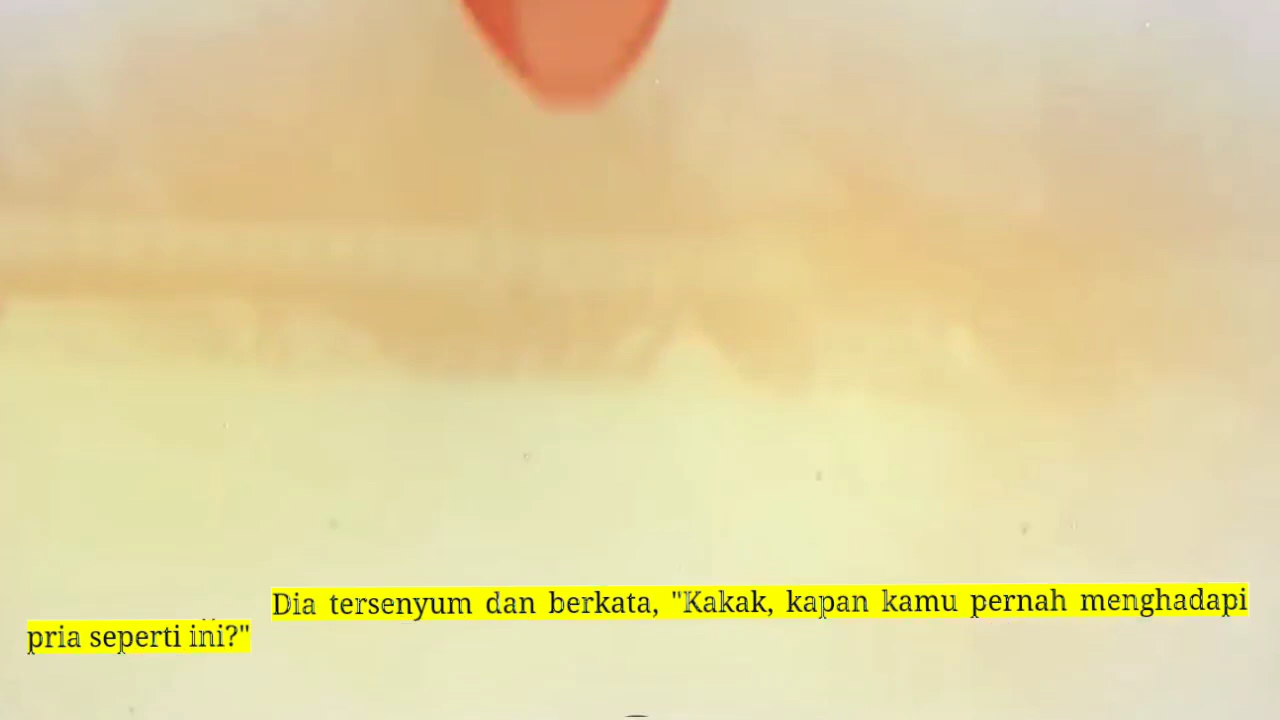 Dia tersenyum dan berkata, "Kakak, kapan kamu pernah menghadapi
pria seperti ini?"